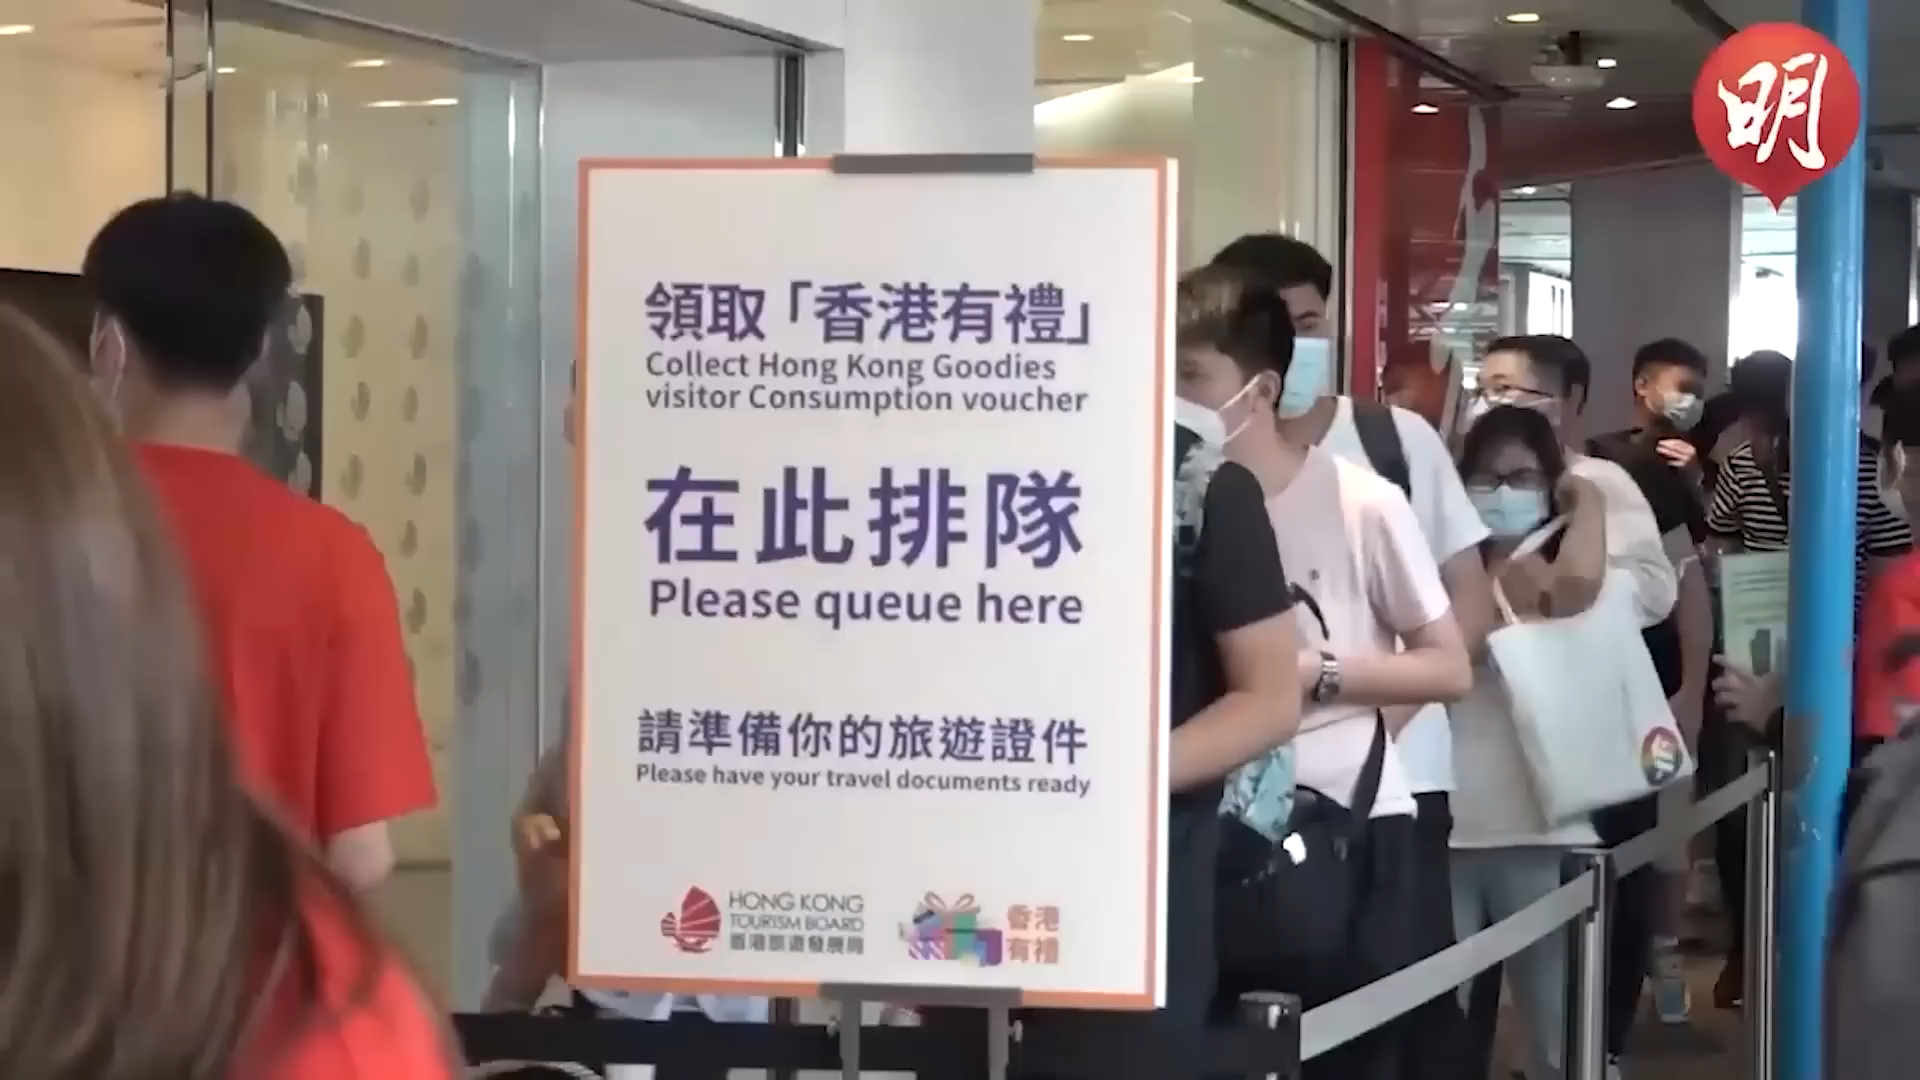 明
領取「香港有禮」
Collect Hong Kong Goodies
visitor Consumption voucher
在此排隊
Please queue here
請準備你的旅遊證件
Please have your travel documents ready
HONG KONG
TOURISM BOARD
香港旅遊發展局
香港
有禮